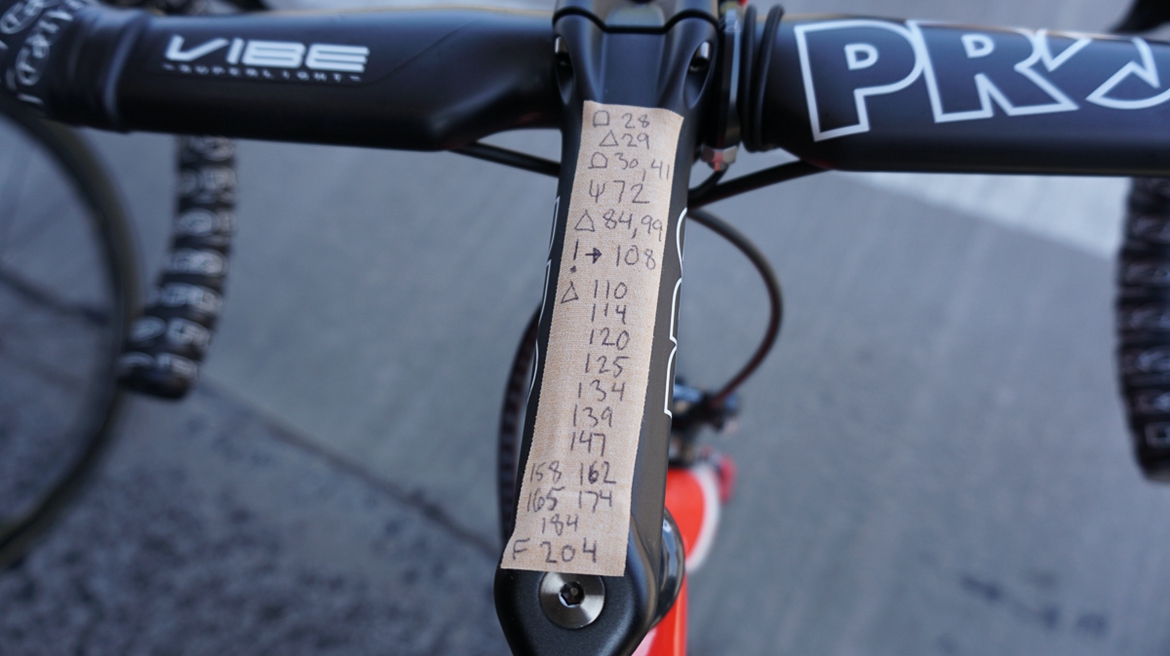 VIBE
SUPERLIGHT
PRO
□ 28
△ 29
⌂ 30,41
Ψ 72
△ 84,99
! → 108
△ 110
114
120
125
134
139
147
158 162
165 174
184
F 204